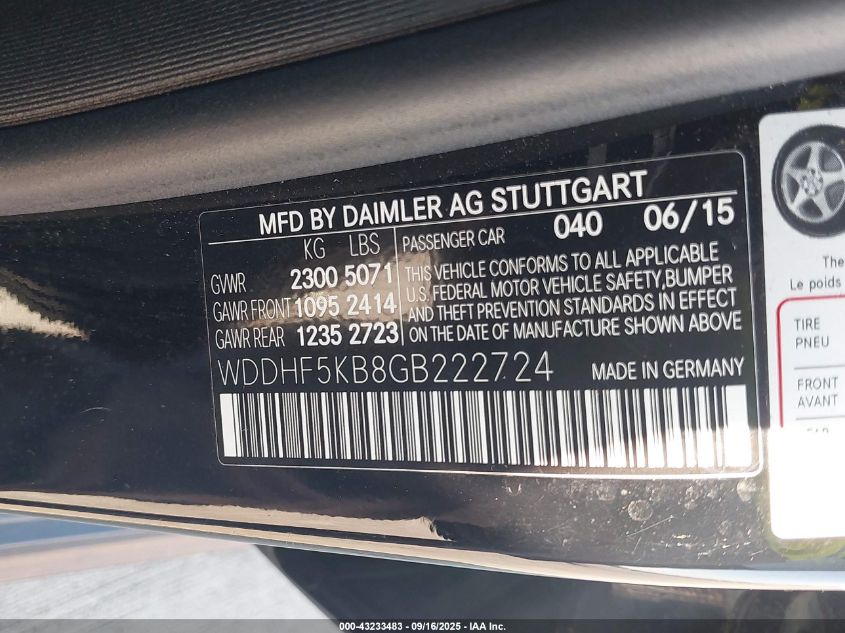 MFD BY DAIMLER AG STUTTGART
KG LBS PASSENGER CAR 040 06/15
GVWR 2300 5071
GAWR FRONT 1095 2414
GAWR REAR 1235 2723
THIS VEHICLE CONFORMS TO ALL APPLICABLE
U.S. FEDERAL MOTOR VEHICLE SAFETY, BUMPER
AND THEFT PREVENTION STANDARDS IN EFFECT
ON THE DATE OF MANUFACTURE SHOWN ABOVE
WDDHF5KB8GB222724 MADE IN GERMANY
The
Le poids
TIRE
PNEU
FRONT
AVANT
000-43233483 - 09/16/2025 - IAA Inc.